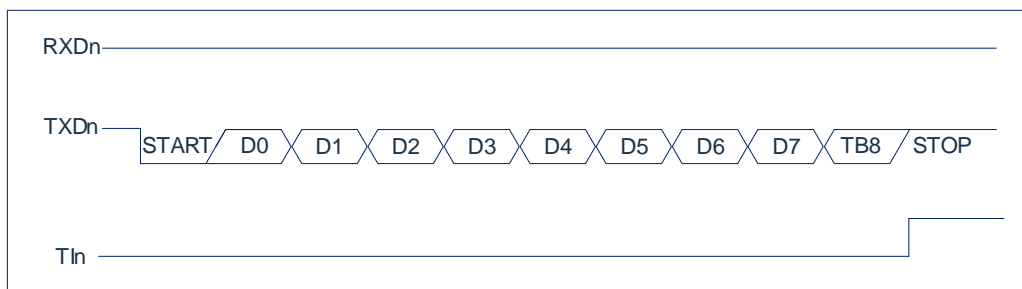 RXDn
TXDn
START D0 D1 D2 D3 D4 D5 D6 D7 TB8 STOP
TIn